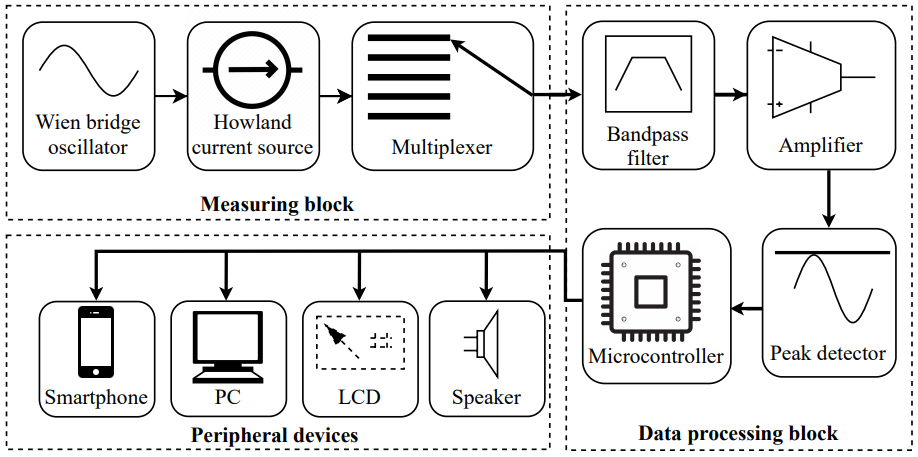 Wien bridge
oscillator
Howland
current source
Multiplexer
Measuring block
Bandpass
filter
Amplifier
Microcontroller
Peak detector
Data processing block
Smartphone
PC
LCD
Speaker
Peripheral devices